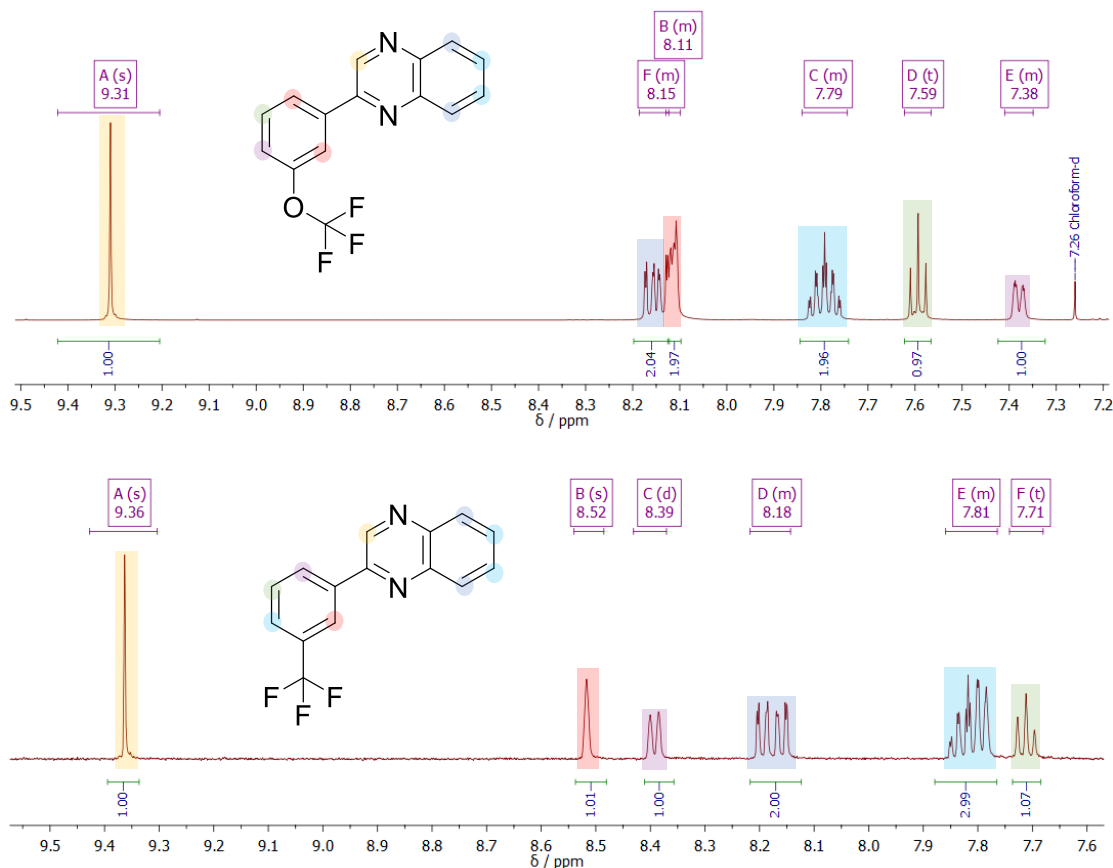 B (m)
8.11
A (s)
9.31
F (m)
8.15
C (m)
7.79
D (t)
7.59
E (m)
7.38
N
N
O
F
F
F
7.26 Chloroform-d
1.00
2.04
1.97
1.96
0.97
1.00
9.5 9.4 9.3 9.2 9.1 9.0 8.9 8.8 8.7 8.6 8.5 8.4 8.3 8.2 8.1 8.0 7.9 7.8 7.7 7.6 7.5 7.4 7.3 7.2
δ / ppm
A (s)
9.36
B (s)
8.52
C (d)
8.39
D (m)
8.18
E (m)
7.81
F (t)
7.71
N
N
F
F
F
1.00
1.01
1.00
2.00
2.99
1.07
9.5 9.4 9.3 9.2 9.1 9.0 8.9 8.8 8.7 8.6 8.5 8.4 8.3 8.2 8.1 8.0 7.9 7.8 7.7 7.6
δ / ppm